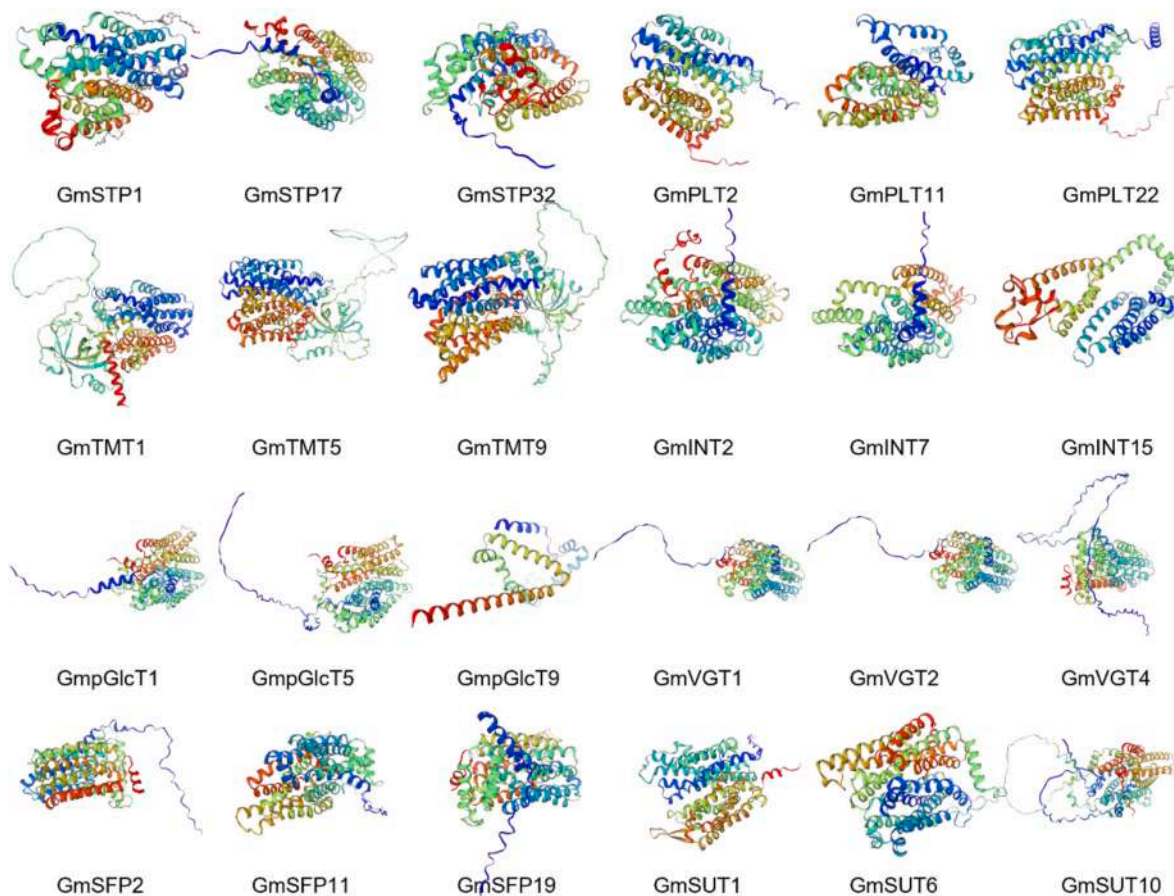 GmSTP1 GmSTP17 GmSTP32 GmPLT2 GmPLT11 GmPLT22
GmTMT1 GmTMT5 GmTMT9 GmINT2 GmINT7 GmINT15
GmpGlcT1 GmpGlcT5 GmpGlcT9 GmVGT1 GmVGT2 GmVGT4
GmSFP2 GmSFP11 GmSFP19 GmSUT1 GmSUT6 GmSUT10